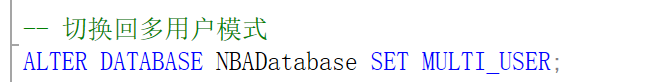 -- 切换回多用户模式
ALTER DATABASE NBADatabase SET MULTI_USER;